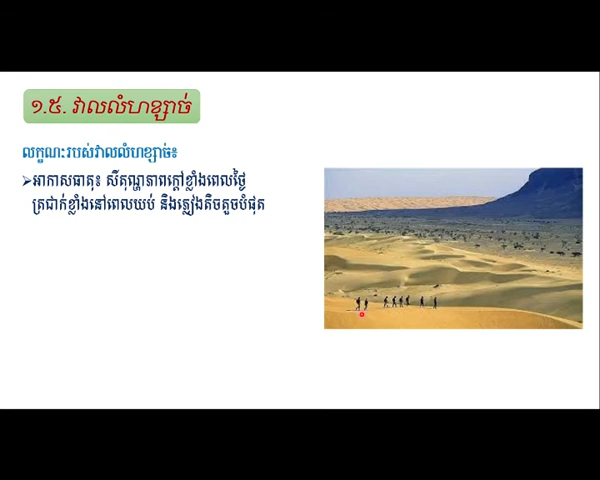 ១.៥. វាលលំហខ្សាច់
លក្ខណៈរបស់វាលលំហខ្សាច់៖
➢អាកាសធាតុ៖ សីតុណ្ហភាពក្តៅខ្លាំងពេលថ្ងៃ
ត្រជាក់ខ្លាំងនៅពេលយប់ និងភ្លៀងតិចតួចបំផុត